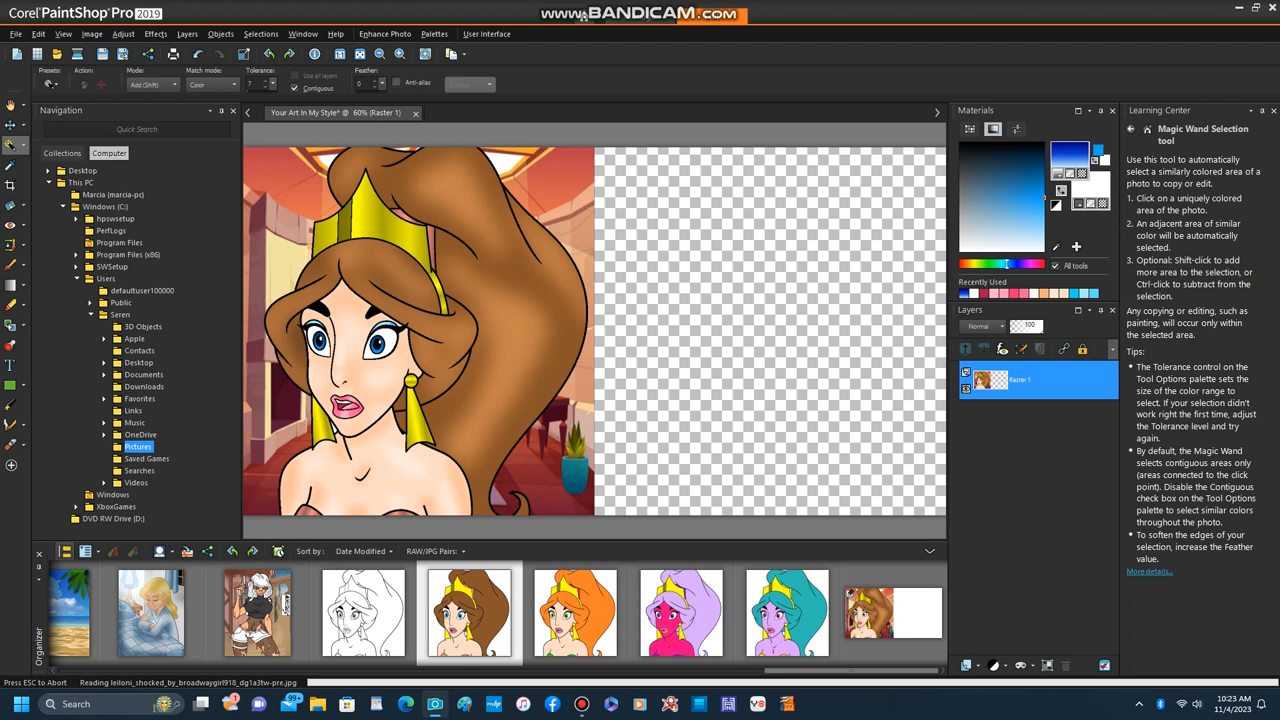 Corel® PaintShop® Pro 2019
www.BANDICAM.com
File Edit View Image Adjust Effects Layers Objects Selections Window Help Enhance Photo Palettes User Interface
Presets: Action: Mode: Match mode: Tolerance: Use all layers Feather:
Add (Shift) Color 7 Contiguous 0 Anti-alias
Navigation
Quick Search
Collections Computer
Desktop
This PC
Marcia (marcia-pc)
Windows (C:)
hpswsetup
PerfLogs
Program Files
Program Files (x86)
SWSetup
Users
defaultuser100000
Public
Seren
3D Objects
Apple
Contacts
Desktop
Documents
Downloads
Favorites
Links
Music
OneDrive
Pictures
Saved Games
Searches
Videos
Windows
XboxGames
DVD RW Drive (D:)
Your Art In My Style* @ 60% (Raster 1)
Materials
All tools
Recently Used
Layers
Normal 100
Raster 1
Learning Center
Magic Wand Selection
tool
Use this tool to automatically
select a similarly colored area of a
photo to copy or edit.
1. Click on a uniquely colored
area of the photo.
2. An adjacent area of similar
color will be automatically
selected.
3. Optional: Shift-click to add
more area to the selection, or
Ctrl-click to subtract from the
selection.
Any copying or editing, such as
painting, will occur only within
the selected area.
Tips:
• The Tolerance control on the
Tool Options palette sets the
size of the color range to
select. If your selection didn't
work right the first time, adjust
the Tolerance level and try
again.
• By default, the Magic Wand
selects contiguous areas only
(areas connected to the click
point). Disable the Contiguous
check box on the Tool Options
palette to select similar colors
throughout the photo.
• To soften the edges of your
selection, increase the Feather
value.
More details...
Organizer
Sort by: Date Modified RAW/JPG Pairs:
Press ESC to Abort Reading leiloni_shocked_by_broadwaygirl918_dg1a3tw-pre.jpg
Search
1
99+
10:23 AM
11/4/2023